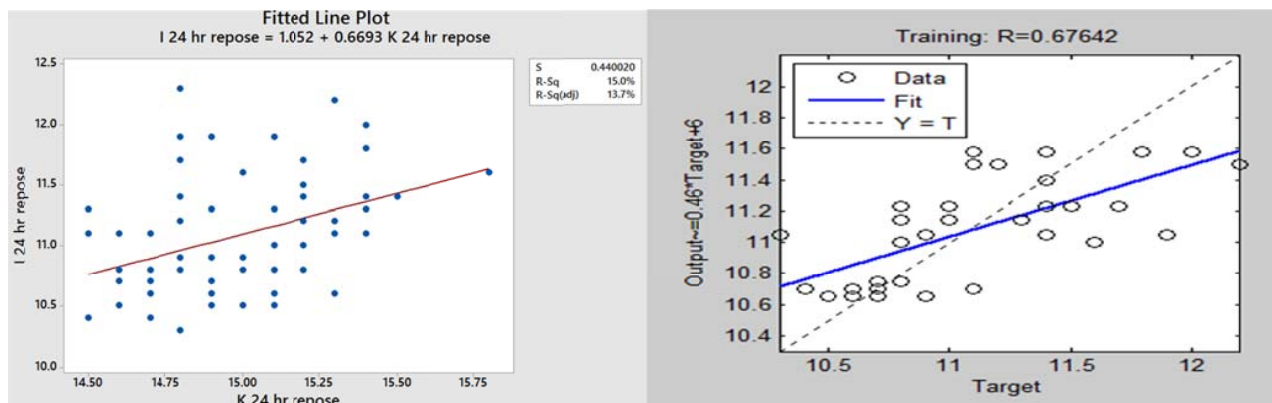 Fitted Line Plot
I 24 hr repose = 1.052 + 0.6693 K 24 hr repose
S 0.440020
R-Sq 15.0%
R-Sq(adj) 13.7%
12.5
12.0
11.5
11.0
10.5
10.0
I 24 hr repose
14.50 14.75 15.00 15.25 15.50 15.75
K 24 hr repose
Training: R=0.67642
Data
Fit
Y = T
12
11.8
11.6
11.4
11.2
11
10.8
10.6
10.4
Output~=0.46*Target+6
10.5 11 11.5 12
Target